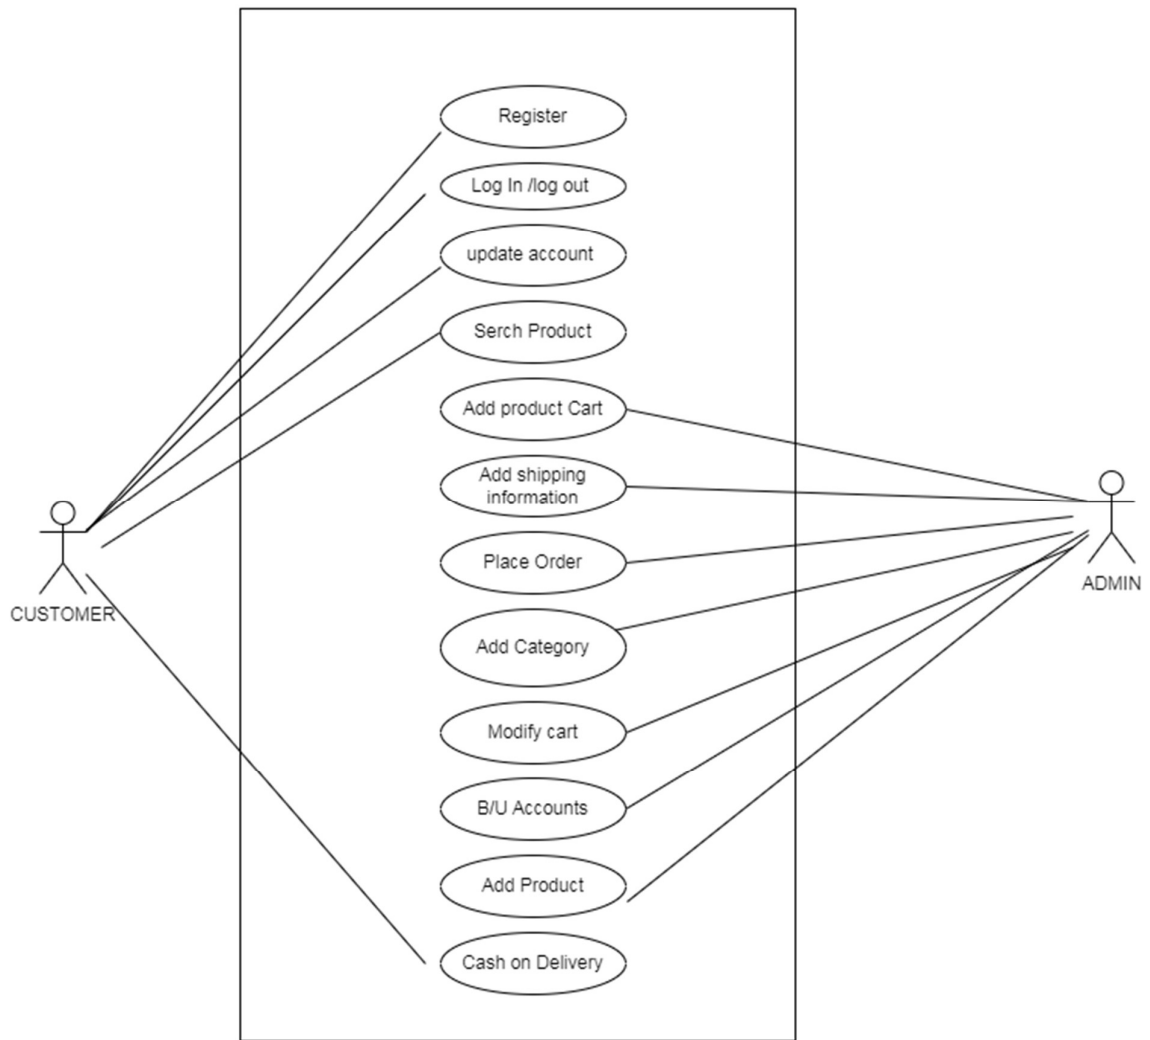 Register
Log In /log out
update account
Serch Product
Add product Cart
Add shipping
information
Place Order
Add Category
Modify cart
B/U Accounts
Add Product
Cash on Delivery
CUSTOMER
ADMIN